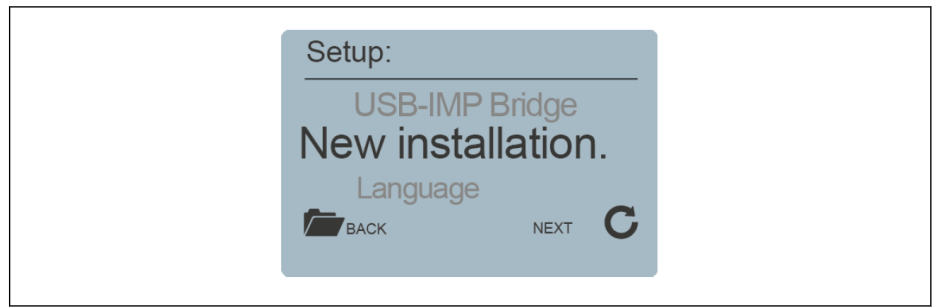 Setup:
USB-IMP Bridge
New installation.
Language
BACK NEXT